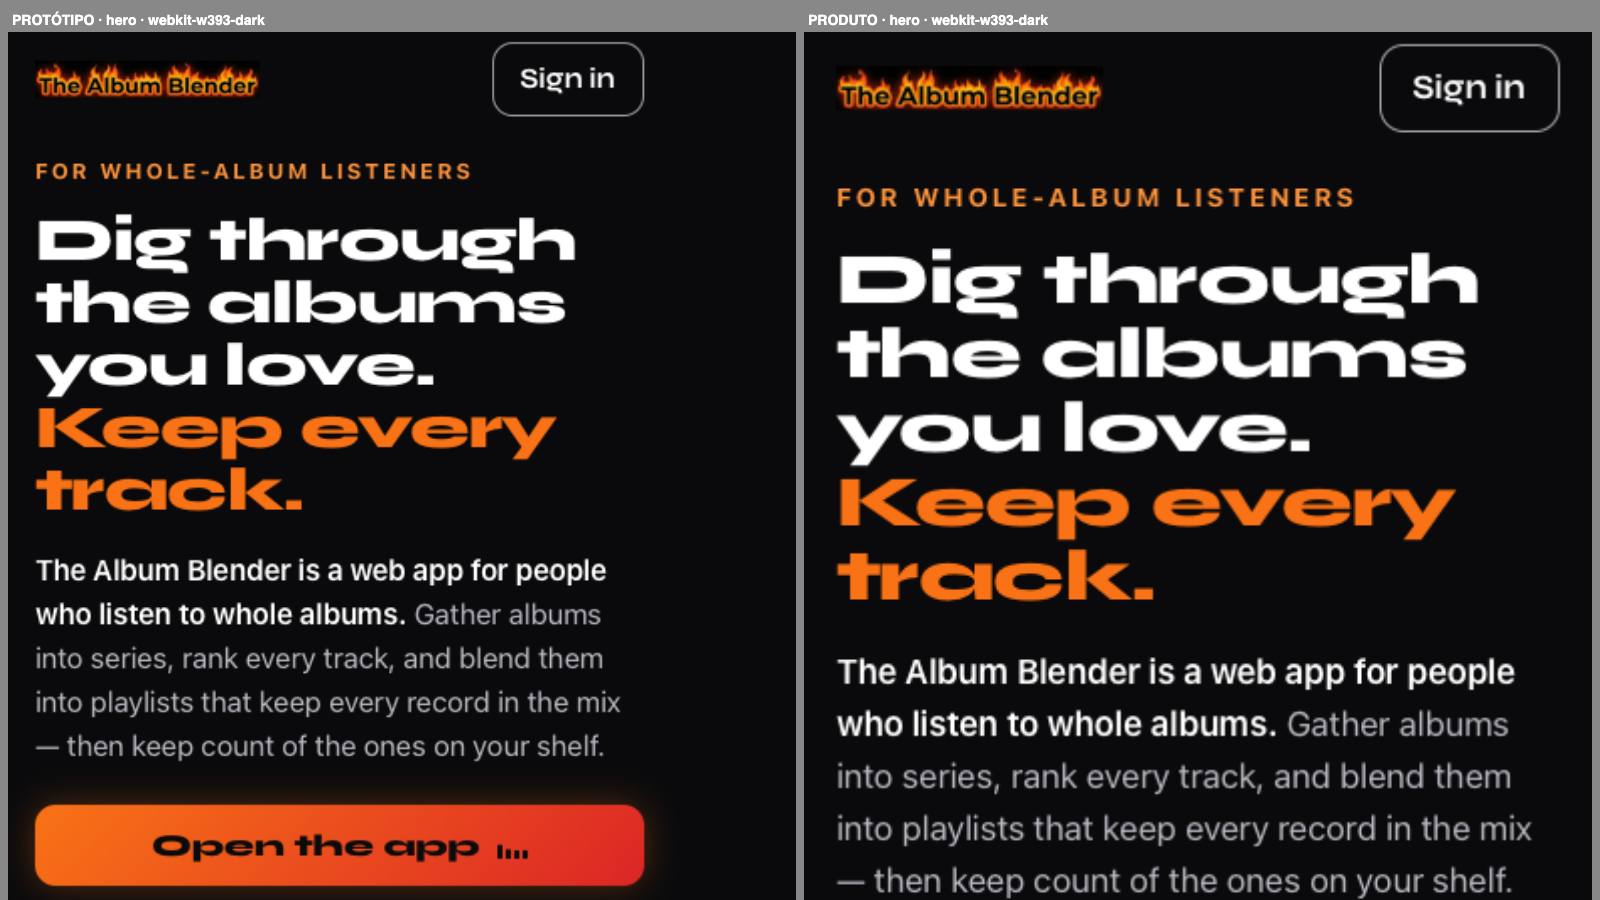 PROTÓTIPO · hero · webkit-w393-dark
The Album Blender
Sign in
FOR WHOLE-ALBUM LISTENERS
Dig through
the albums
you love.
Keep every
track.
The Album Blender is a web app for people
who listen to whole albums. Gather albums
into series, rank every track, and blend them
into playlists that keep every record in the mix
— then keep count of the ones on your shelf.
Open the app
PRODUTO · hero · webkit-w393-dark
The Album Blender
Sign in
FOR WHOLE-ALBUM LISTENERS
Dig through
the albums
you love.
Keep every
track.
The Album Blender is a web app for people
who listen to whole albums. Gather albums
into series, rank every track, and blend them
into playlists that keep every record in the mix
— then keep count of the ones on your shelf.